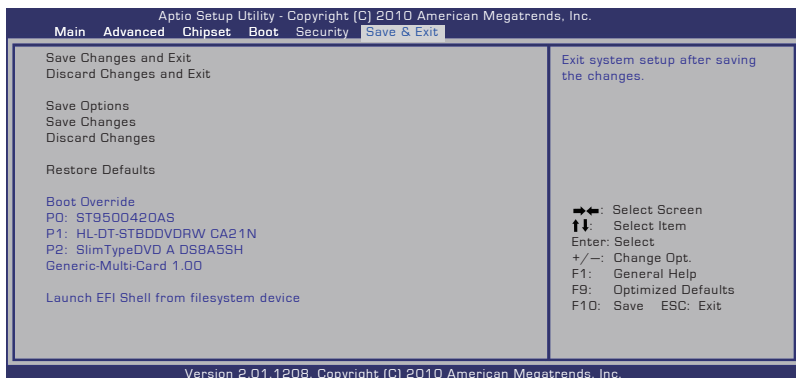 Aptio Setup Utility - Copyright (C) 2010 American Megatrends, Inc.
Main Advanced Chipset Boot Security Save & Exit
Save Changes and Exit
Discard Changes and Exit
Save Options
Save Changes
Discard Changes
Restore Defaults
Boot Override
P0: ST9500420AS
P1: HL-DT-STBDDVDRW CA21N
P2: SlimTypeDVD A DS8A5SH
Generic-Multi-Card 1.00
Launch EFI Shell from filesystem device
Exit system setup after saving
the changes.
→←: Select Screen
↑↓: Select Item
Enter: Select
+/—: Change Opt.
F1: General Help
F9: Optimized Defaults
F10: Save ESC: Exit
Version 2.01.1208. Copyright (C) 2010 American Megatrends, Inc.